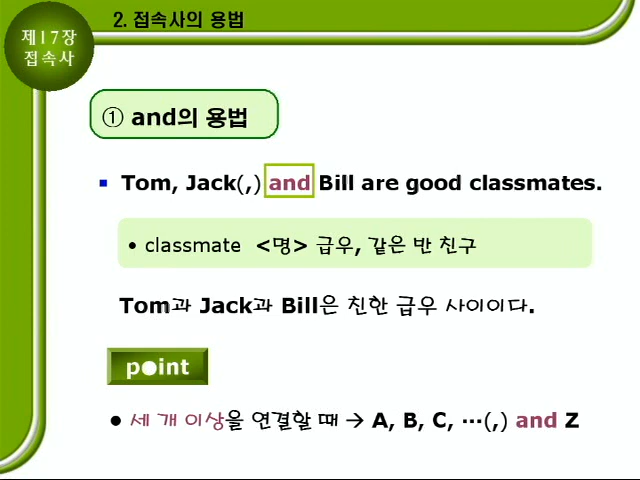 2. 접속사의 용법
제17장
접속사
① and의 용법
▪ Tom, Jack(,) and Bill are good classmates.
• classmate <명> 급우, 같은 반 친구
Tom과 Jack과 Bill은 친한 급우 사이이다.
point
● 세 개 이상을 연결할 때 → A, B, C, …(,) and Z